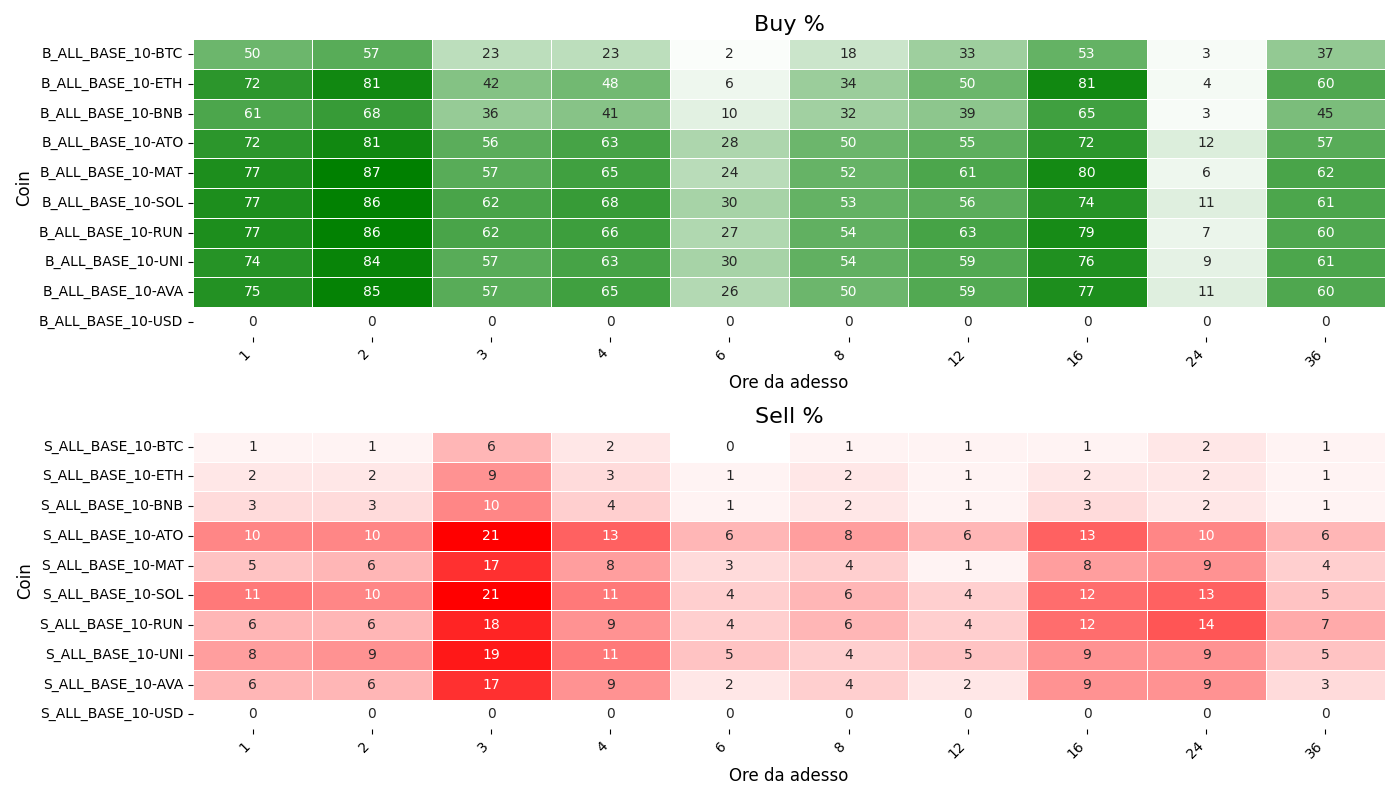 Buy %
Coin
B_ALL_BASE_10-BTC 50 57 23 23 2 18 33 53 3 37
B_ALL_BASE_10-ETH 72 81 42 48 6 34 50 81 4 60
B_ALL_BASE_10-BNB 61 68 36 41 10 32 39 65 3 45
B_ALL_BASE_10-ATO 72 81 56 63 28 50 55 72 12 57
B_ALL_BASE_10-MAT 77 87 57 65 24 52 61 80 6 62
B_ALL_BASE_10-SOL 77 86 62 68 30 53 56 74 11 61
B_ALL_BASE_10-RUN 77 86 62 66 27 54 63 79 7 60
B_ALL_BASE_10-UNI 74 84 57 63 30 54 59 76 9 61
B_ALL_BASE_10-AVA 75 85 57 65 26 50 59 77 11 60
B_ALL_BASE_10-USD 0 0 0 0 0 0 0 0 0 0
1 2 3 4 6 8 12 16 24 36
Ore da adesso
Sell %
Coin
S_ALL_BASE_10-BTC 1 1 6 2 0 1 1 1 2 1
S_ALL_BASE_10-ETH 2 2 9 3 1 2 1 2 2 1
S_ALL_BASE_10-BNB 3 3 10 4 1 2 1 3 2 1
S_ALL_BASE_10-ATO 10 10 21 13 6 8 6 13 10 6
S_ALL_BASE_10-MAT 5 6 17 8 3 4 1 8 9 4
S_ALL_BASE_10-SOL 11 10 21 11 4 6 4 12 13 5
S_ALL_BASE_10-RUN 6 6 18 9 4 6 4 12 14 7
S_ALL_BASE_10-UNI 8 9 19 11 5 4 5 9 9 5
S_ALL_BASE_10-AVA 6 6 17 9 2 4 2 9 9 3
S_ALL_BASE_10-USD 0 0 0 0 0 0 0 0 0 0
1 2 3 4 6 8 12 16 24 36
Ore da adesso